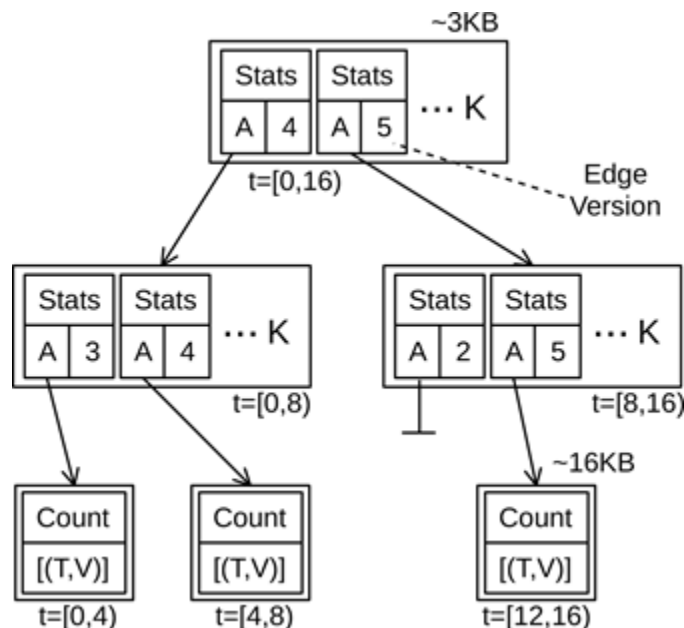 ~3KB
Stats Stats
A 4 A 5 ··· K
t=[0,16)
Edge
Version
Stats Stats
A 3 A 4 ··· K
t=[0,8)
Stats Stats
A 2 A 5 ··· K
t=[8,16)
~16KB
Count
[(T,V)]
t=[0,4)
Count
[(T,V)]
t=[4,8)
Count
[(T,V)]
t=[12,16)